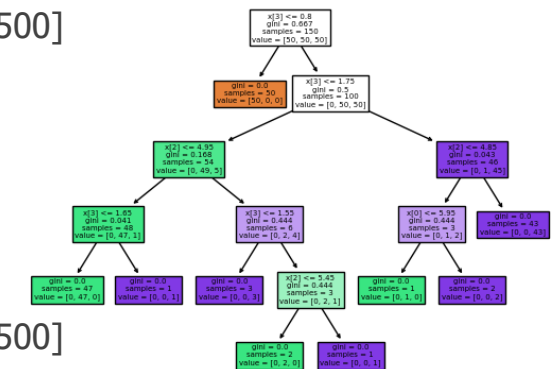 500]
x[3] <= 0.8
gini = 0.667
samples = 150
value = [50, 50, 50]
gini = 0.0
samples = 50
value = [50, 0, 0]
x[3] <= 1.75
gini = 0.5
samples = 100
value = [0, 50, 50]
x[2] <= 4.95
gini = 0.168
samples = 54
value = [0, 49, 5]
x[2] <= 4.85
gini = 0.043
samples = 46
value = [0, 1, 45]
x[3] <= 1.65
gini = 0.041
samples = 48
value = [0, 47, 1]
x[3] <= 1.55
gini = 0.444
samples = 6
value = [0, 2, 4]
x[0] <= 5.95
gini = 0.444
samples = 3
value = [0, 1, 2]
gini = 0.0
samples = 43
value = [0, 0, 43]
gini = 0.0
samples = 47
value = [0, 47, 0]
gini = 0.0
samples = 1
value = [0, 0, 1]
gini = 0.0
samples = 3
value = [0, 0, 3]
x[2] <= 5.45
gini = 0.444
samples = 3
value = [0, 2, 1]
gini = 0.0
samples = 1
value = [0, 1, 0]
gini = 0.0
samples = 2
value = [0, 0, 2]
500]
gini = 0.0
samples = 2
value = [0, 2, 0]
gini = 0.0
samples = 1
value = [0, 0, 1]